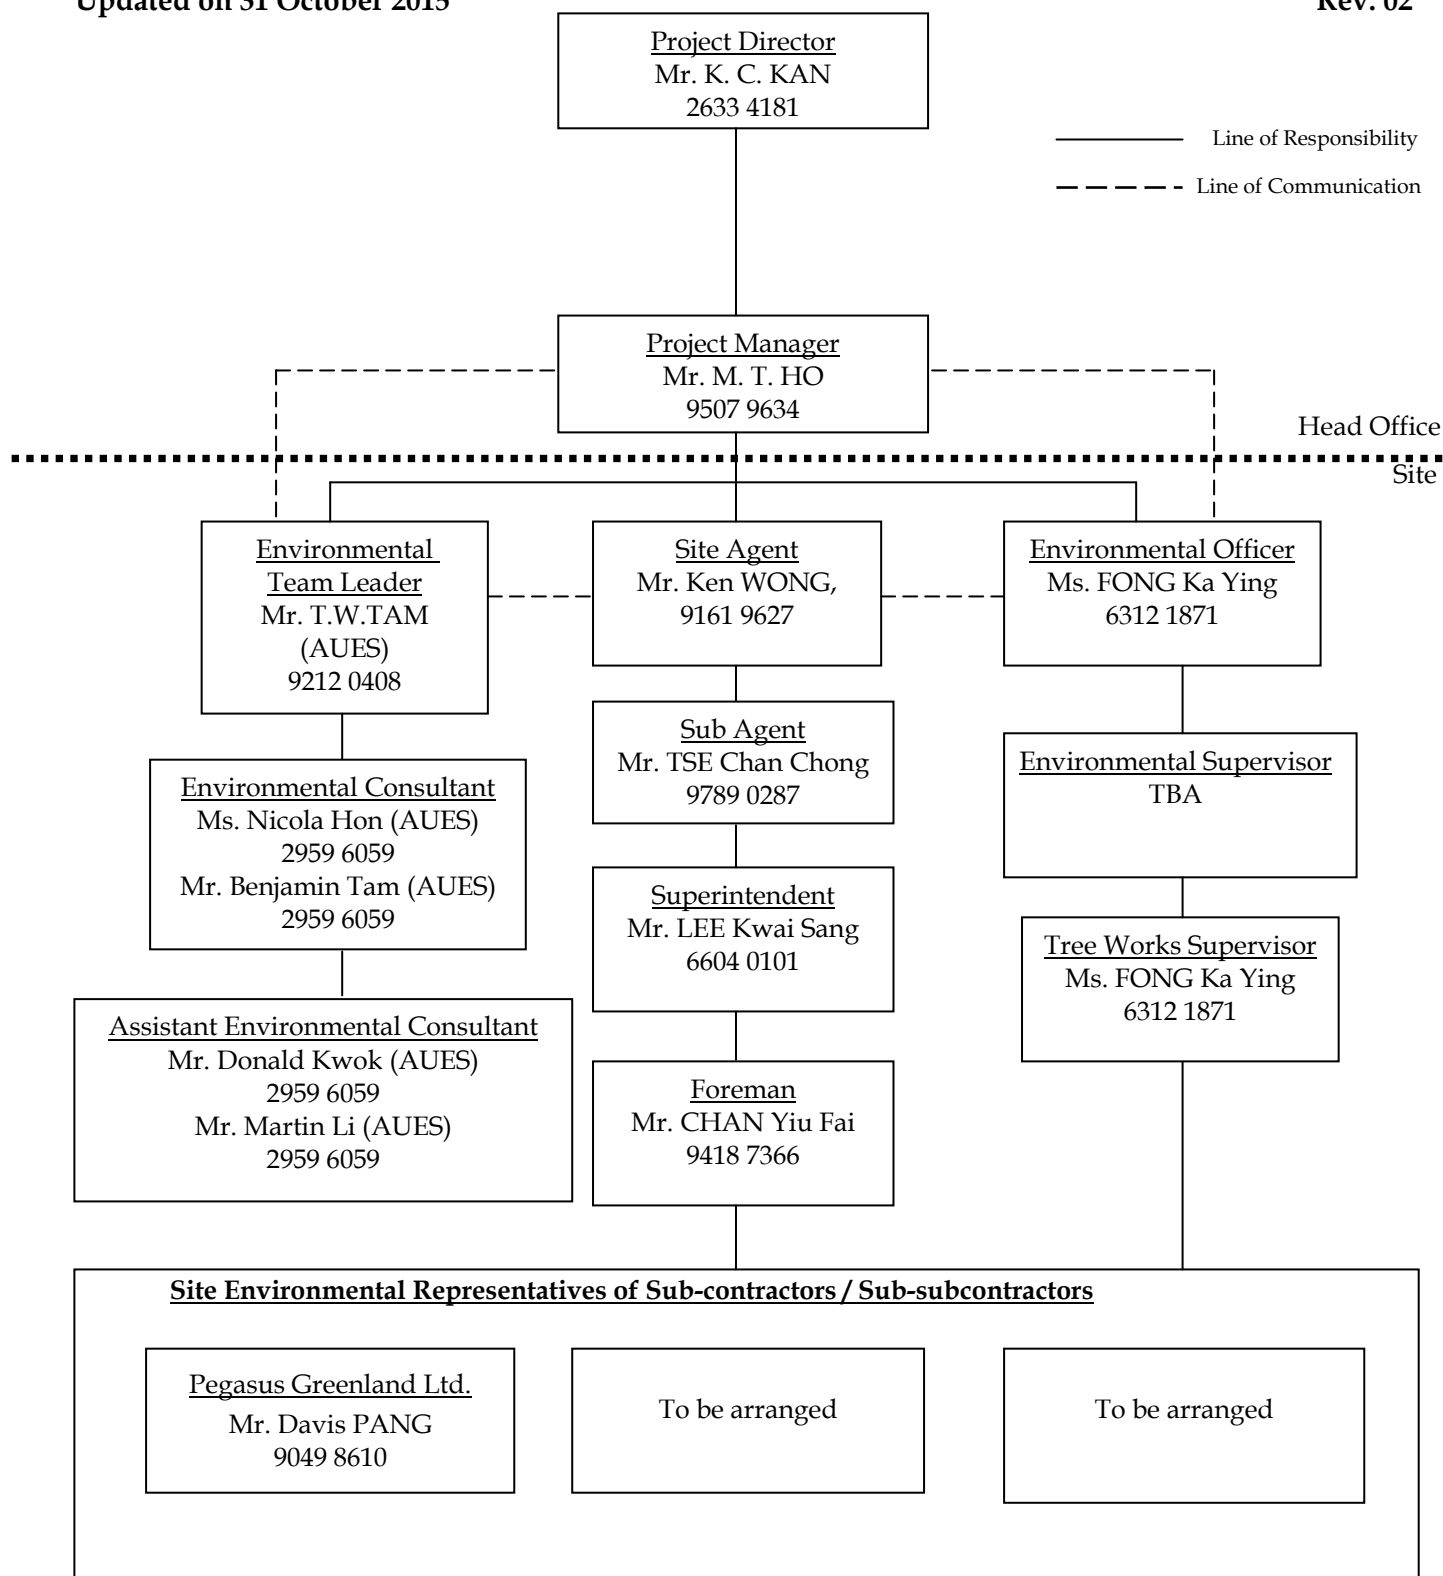 Updated on 31 October 2015
Rev. 02
Project Director
Mr. K. C. KAN
2633 4181
Line of Responsibility
Line of Communication
Project Manager
Mr. M. T. HO
9507 9634
Head Office
Site
Environmental
Team Leader
Mr. T.W.TAM
(AUES)
9212 0408
Site Agent
Mr. Ken WONG,
9161 9627
Environmental Officer
Ms. FONG Ka Ying
6312 1871
Sub Agent
Mr. TSE Chan Chong
9789 0287
Environmental Supervisor
TBA
Environmental Consultant
Ms. Nicola Hon (AUES)
2959 6059
Mr. Benjamin Tam (AUES)
2959 6059
Superintendent
Mr. LEE Kwai Sang
6604 0101
Tree Works Supervisor
Ms. FONG Ka Ying
6312 1871
Assistant Environmental Consultant
Mr. Donald Kwok (AUES)
2959 6059
Mr. Martin Li (AUES)
2959 6059
Foreman
Mr. CHAN Yiu Fai
9418 7366
Site Environmental Representatives of Sub-contractors / Sub-subcontractors
Pegasus Greenland Ltd.
Mr. Davis PANG
9049 8610
To be arranged
To be arranged